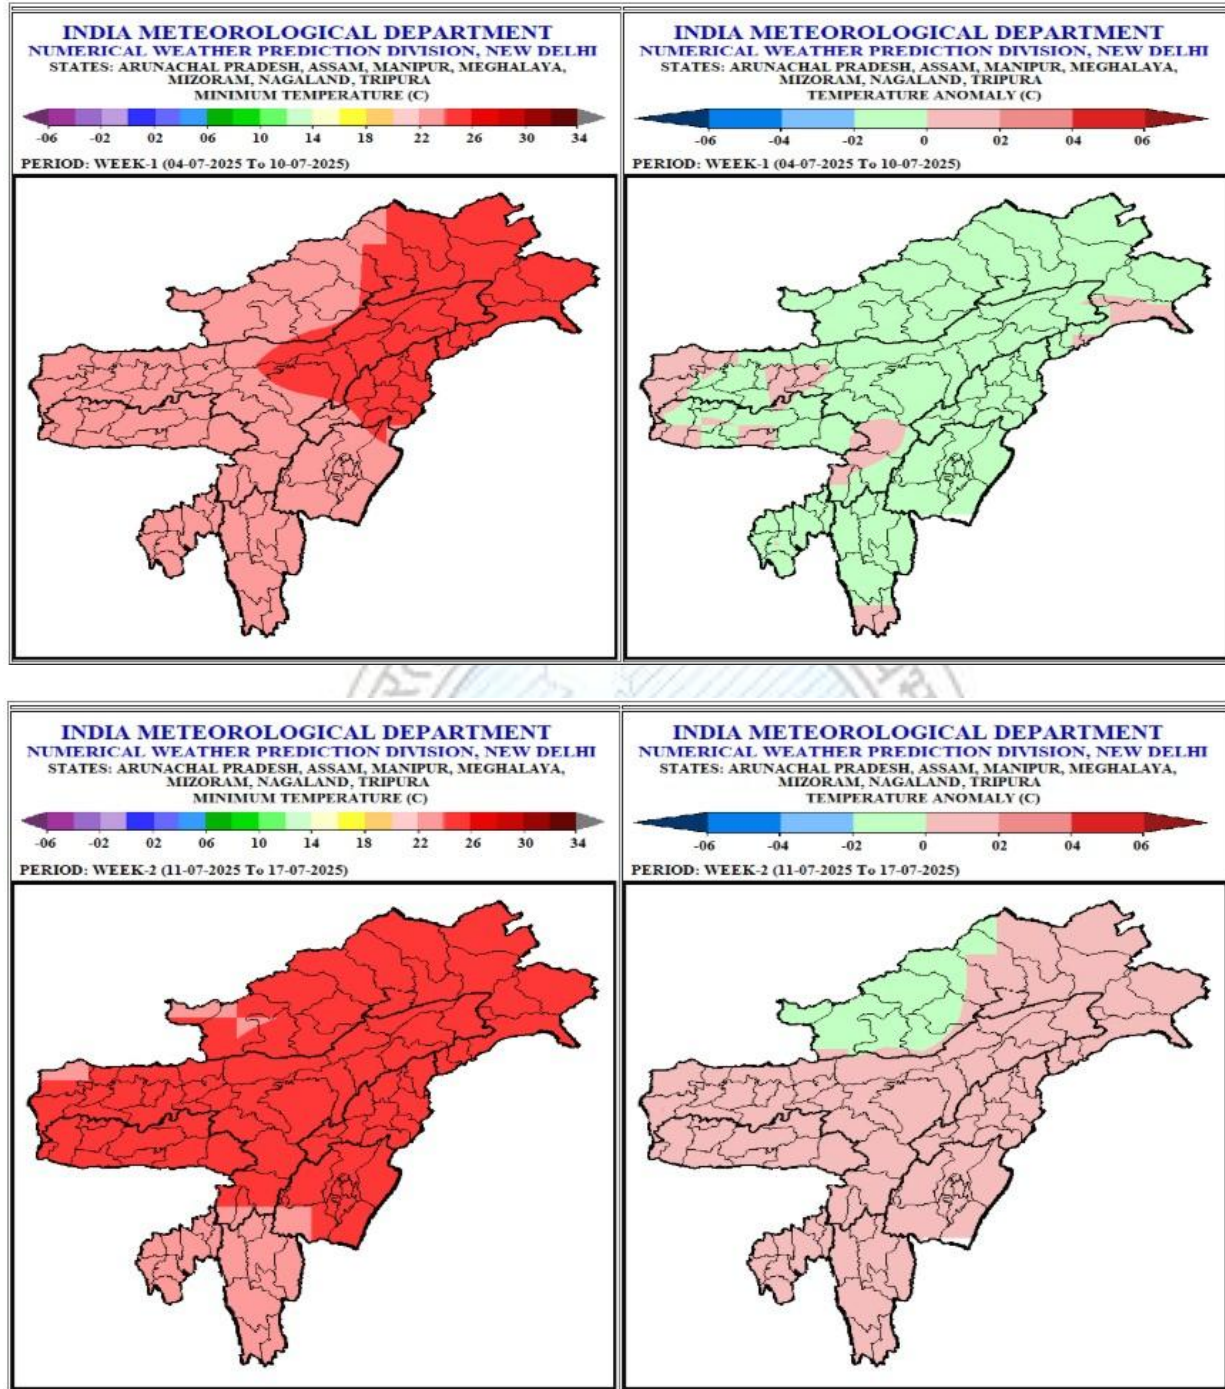 INDIA METEOROLOGICAL DEPARTMENT
NUMERICAL WEATHER PREDICTION DIVISION, NEW DELHI
STATES: ARUNACHAL PRADESH, ASSAM, MANIPUR, MEGHALAYA,
MIZORAM, NAGALAND, TRIPURA
MINIMUM TEMPERATURE (C)
-06 -02 02 06 10 14 18 22 26 30 34
PERIOD: WEEK-1 (04-07-2025 To 10-07-2025)
INDIA METEOROLOGICAL DEPARTMENT
NUMERICAL WEATHER PREDICTION DIVISION, NEW DELHI
STATES: ARUNACHAL PRADESH, ASSAM, MANIPUR, MEGHALAYA,
MIZORAM, NAGALAND, TRIPURA
TEMPERATURE ANOMALY (C)
-06 -04 -02 0 02 04 06
PERIOD: WEEK-1 (04-07-2025 To 10-07-2025)
INDIA METEOROLOGICAL DEPARTMENT
NUMERICAL WEATHER PREDICTION DIVISION, NEW DELHI
STATES: ARUNACHAL PRADESH, ASSAM, MANIPUR, MEGHALAYA,
MIZORAM, NAGALAND, TRIPURA
MINIMUM TEMPERATURE (C)
-06 -02 02 06 10 14 18 22 26 30 34
PERIOD: WEEK-2 (11-07-2025 To 17-07-2025)
INDIA METEOROLOGICAL DEPARTMENT
NUMERICAL WEATHER PREDICTION DIVISION, NEW DELHI
STATES: ARUNACHAL PRADESH, ASSAM, MANIPUR, MEGHALAYA,
MIZORAM, NAGALAND, TRIPURA
TEMPERATURE ANOMALY (C)
-06 -04 -02 0 02 04 06
PERIOD: WEEK-2 (11-07-2025 To 17-07-2025)